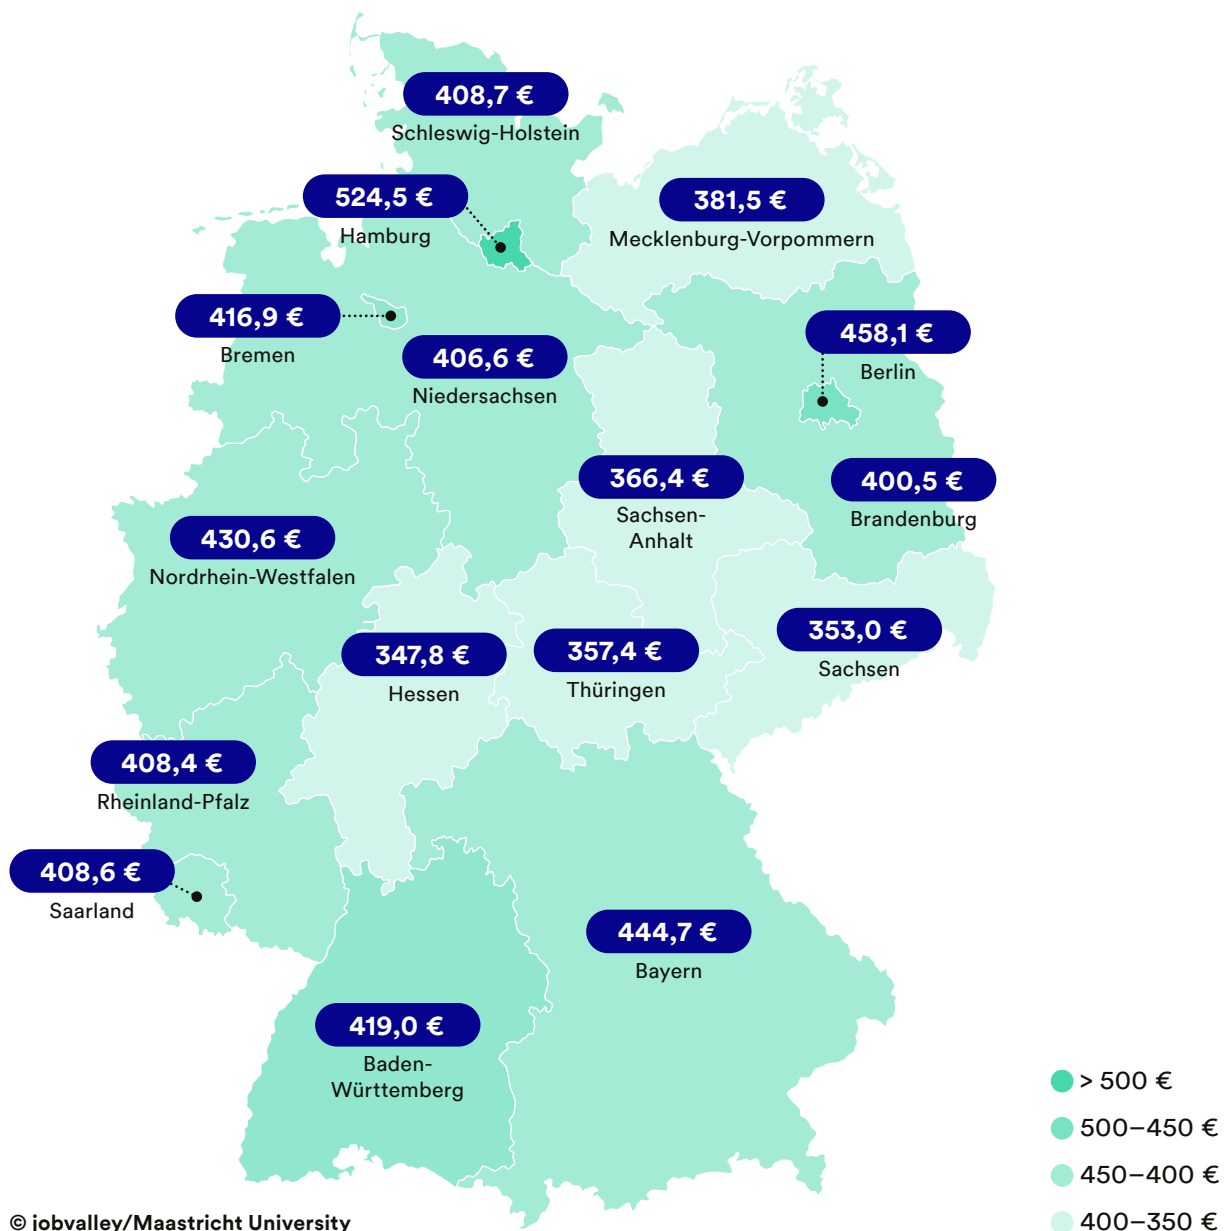 408,7 €
Schleswig-Holstein
524,5 €
Hamburg
381,5 €
Mecklenburg-Vorpommern
416,9 €
Bremen
406,6 €
Niedersachsen
458,1 €
Berlin
366,4 €
Sachsen-
Anhalt
400,5 €
Brandenburg
430,6 €
Nordrhein-Westfalen
347,8 €
Hessen
357,4 €
Thüringen
353,0 €
Sachsen
408,4 €
Rheinland-Pfalz
408,6 €
Saarland
444,7 €
Bayern
419,0 €
Baden-
Württemberg
> 500 €
500–450 €
450–400 €
400–350 €
© jobvalley/Maastricht University